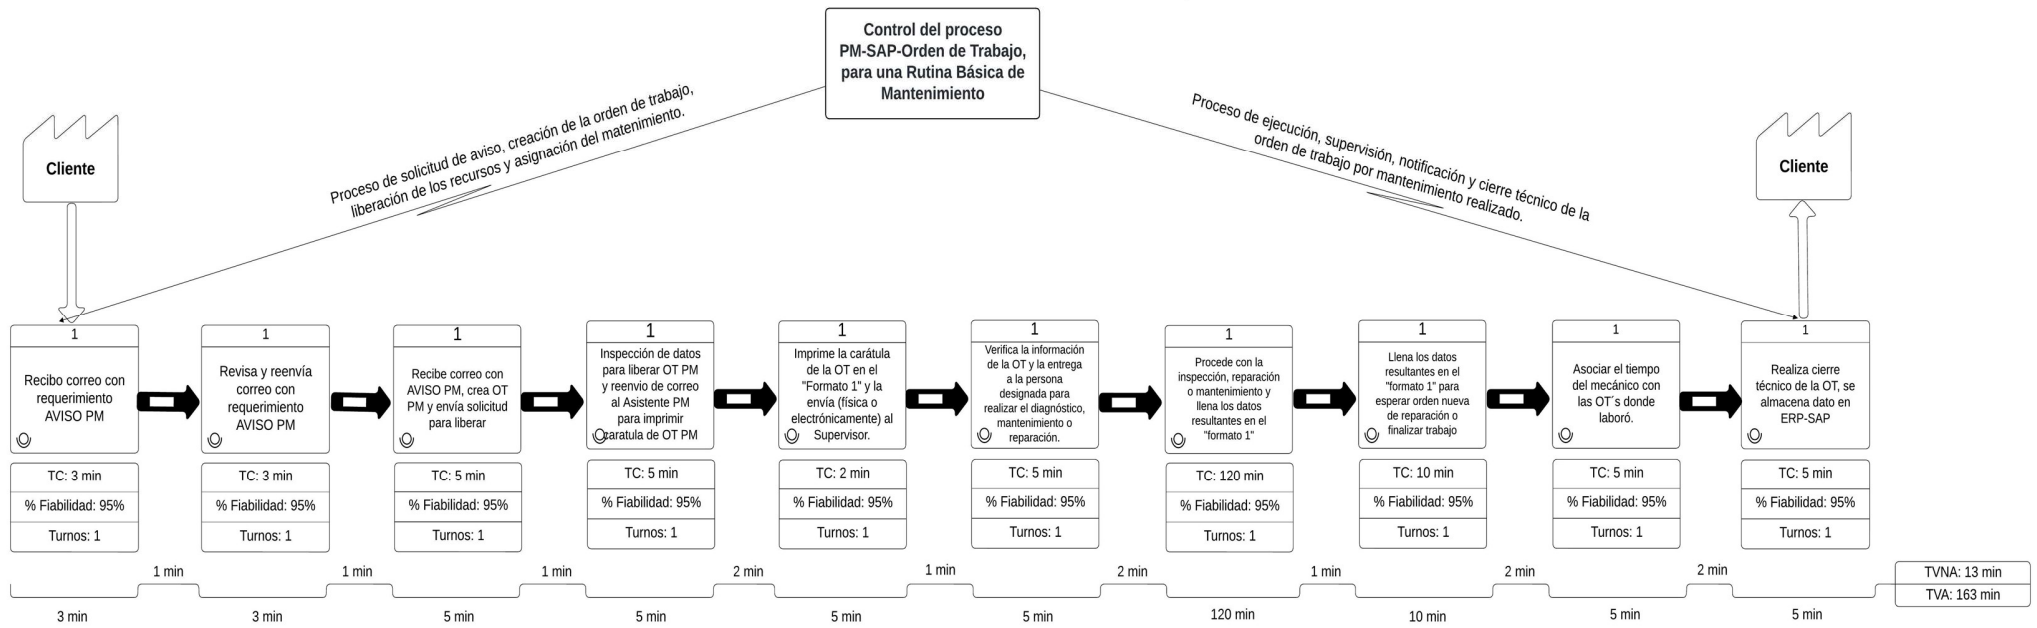 Control del proceso
PM-SAP-Orden de Trabajo,
para una Rutina Básica de
Mantenimiento
Proceso de solicitud de aviso, creación de la orden de trabajo,
liberación de los recursos y asignación del matenimiento.
Proceso de ejecución, supervisión, notificación y cierre técnico de la
orden de trabajo por mantenimiento realizado.
Cliente
Cliente
1
Recibo correo con
requerimiento
AVISO PM
TC: 3 min
% Fiabilidad: 95%
Turnos: 1
1
Revisa y reenvía
correo con
requerimiento
AVISO PM
TC: 3 min
% Fiabilidad: 95%
Turnos: 1
1
Recibe correo con
AVISO PM, crea OT
PM y envía solicitud
para liberar
TC: 5 min
% Fiabilidad: 95%
Turnos: 1
1
Inspección de datos
para liberar OT PM
y reenvio de correo
al Asistente PM
para imprimir
caratula de OT PM
TC: 5 min
% Fiabilidad: 95%
Turnos: 1
1
Imprime la carátula
de la OT en el
"Formato 1" y la
envía (física o
electrónicamente) al
Supervisor.
TC: 2 min
% Fiabilidad: 95%
Turnos: 1
1
Verifica la información
de la OT y la entrega
a la persona
designada para
realizar el diagnóstico,
mantenimiento o
reparación.
TC: 5 min
% Fiabilidad: 95%
Turnos: 1
1
Procede con la
inspección, reparación
o mantenimiento y
llena los datos
resultantes en el
"formato 1"
TC: 120 min
% Fiabilidad: 95%
Turnos: 1
1
Llena los datos
resultantes en el
"formato 1" para
esperar orden nueva
de reparación o
finalizar trabajo
TC: 10 min
% Fiabilidad: 95%
Turnos: 1
1
Asociar el tiempo
del mecánico con
las OT´s donde
laboró.
TC: 5 min
% Fiabilidad: 95%
Turnos: 1
1
Realiza cierre
técnico de la OT, se
almacena dato en
ERP-SAP
TC: 5 min
% Fiabilidad: 95%
Turnos: 1
1 min
1 min
1 min
2 min
1 min
2 min
1 min
2 min
2 min
TVNA: 13 min
TVA: 163 min
3 min
3 min
5 min
5 min
5 min
5 min
120 min
10 min
5 min
5 min